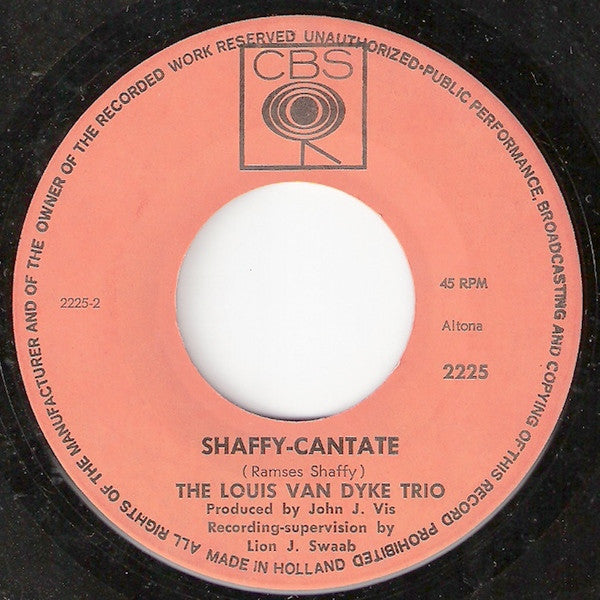 ALL RIGHTS OF THE MANUFACTURER AND OF THE OWNER OF THE RECORDED WORK RESERVED UNAUTHORIZED·PUBLIC PERFORMANCE, BROADCASTING AND COPYING OF THIS RECORD PROHIBITED
CBS
45 RPM
2225-2
Altona
2225
SHAFFY-CANTATE
(Ramses Shaffy)
THE LOUIS VAN DYKE TRIO
Produced by John J. Vis
Recording-supervision by
Lion J. Swaab
MADE IN HOLLAND